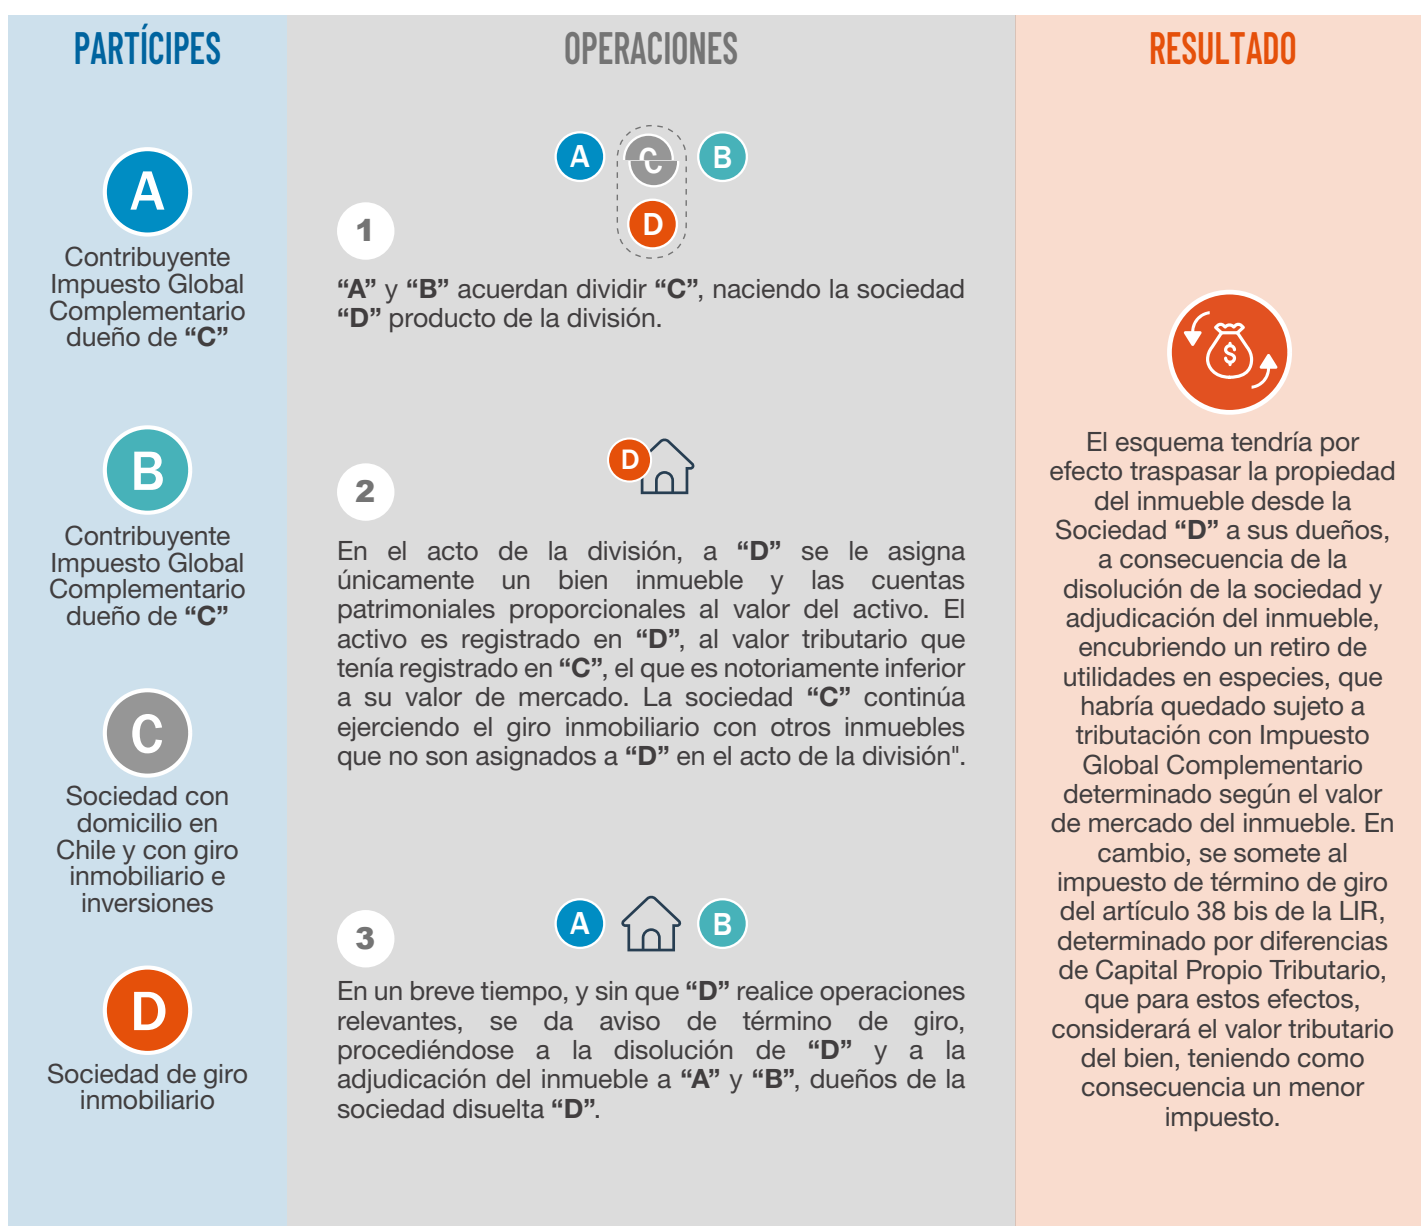 PARTÍCIPES
A
Contribuyente
Impuesto Global
Complementario
dueño de “C”
B
Contribuyente
Impuesto Global
Complementario
dueño de “C”
C
Sociedad con
domicilio en
Chile y con giro
inmobiliario e
inversiones
D
Sociedad de giro
inmobiliario
OPERACIONES
A C B
D
1
“A” y “B” acuerdan dividir “C”, naciendo la sociedad
“D” producto de la división.
D
2
En el acto de la división, a “D” se le asigna
únicamente un bien inmueble y las cuentas
patrimoniales proporcionales al valor del activo. El
activo es registrado en “D”, al valor tributario que
tenía registrado en “C”, el que es notoriamente inferior
a su valor de mercado. La sociedad “C” continúa
ejerciendo el giro inmobiliario con otros inmuebles
que no son asignados a “D” en el acto de la división".
A B
3
En un breve tiempo, y sin que “D” realice operaciones
relevantes, se da aviso de término de giro,
procediéndose a la disolución de “D” y a la
adjudicación del inmueble a “A” y “B”, dueños de la
sociedad disuelta “D”.
RESULTADO
$
El esquema tendría por
efecto traspasar la propiedad
del inmueble desde la
Sociedad “D” a sus dueños,
a consecuencia de la
disolución de la sociedad y
adjudicación del inmueble,
encubriendo un retiro de
utilidades en especies, que
habría quedado sujeto a
tributación con Impuesto
Global Complementario
determinado según el valor
de mercado del inmueble. En
cambio, se somete al
impuesto de término de giro
del artículo 38 bis de la LIR,
determinado por diferencias
de Capital Propio Tributario,
que para estos efectos,
considerará el valor tributario
del bien, teniendo como
consecuencia un menor
impuesto.